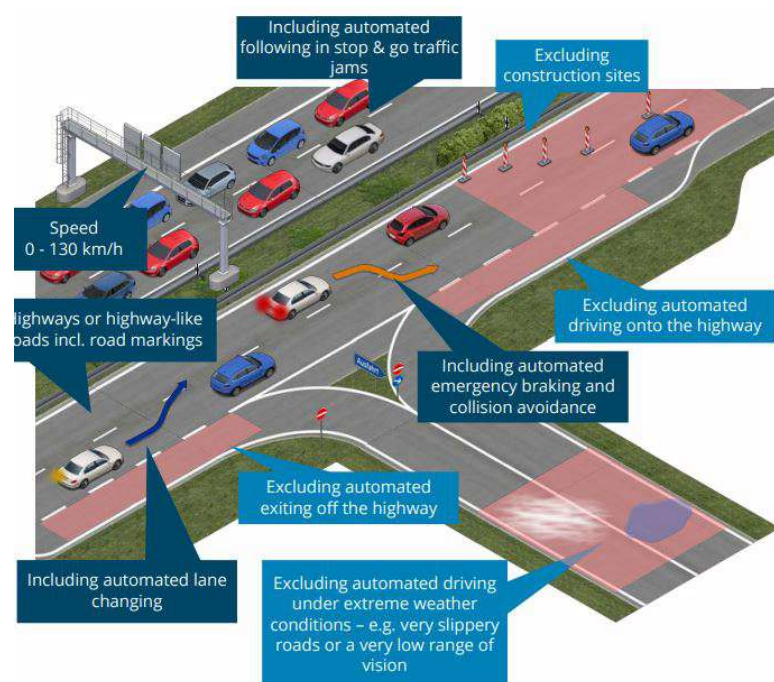 Including automated
following in stop & go traffic
jams
Excluding
construction sites
Speed
0 - 130 km/h
Excluding automated
driving onto the highway
or highway-like
incl. road markings
Including automated
emergency braking and
collision avoidance
Ausfahrt
Excluding automated
exiting off the highway
Including automated lane
changing
Excluding automated driving
under extreme weather
conditions – e.g. very slippery
roads or a very low range of
vision